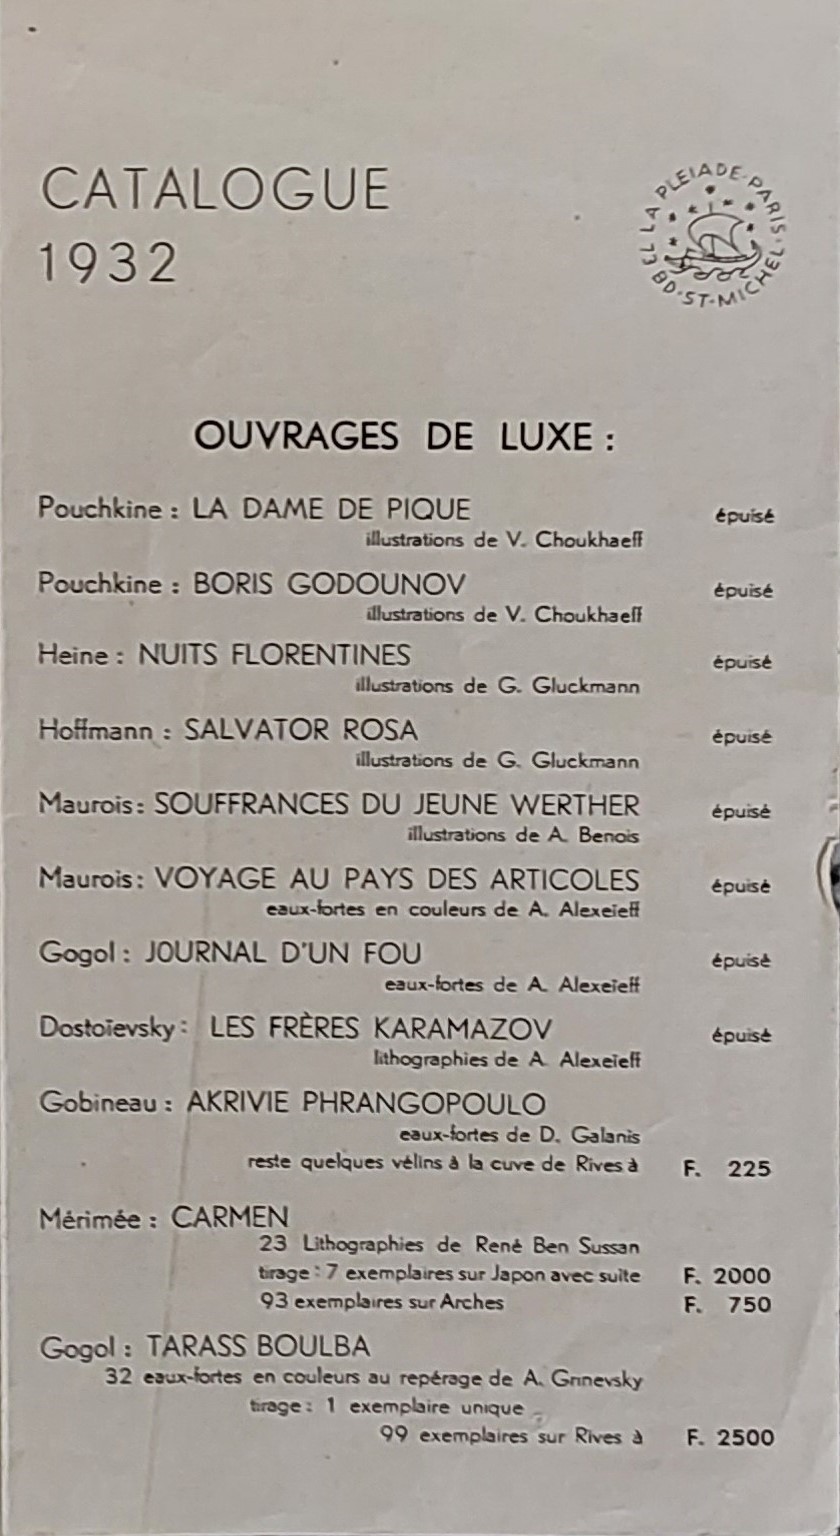 CATALOGUE
1932
LA PLEIADE·PARIS·
BD·ST·MICHEL
OUVRAGES DE LUXE :
Pouchkine : LA DAME DE PIQUE épuisé
illustrations de V. Choukhaeff
Pouchkine : BORIS GODOUNOV épuisé
illustrations de V. Choukhaeff
Heine : NUITS FLORENTINES épuisé
illustrations de G. Gluckmann
Hoffmann : SALVATOR ROSA épuisé
illustrations de G. Gluckmann
Maurois : SOUFFRANCES DU JEUNE WERTHER épuisé
illustrations de A. Benois
Maurois : VOYAGE AU PAYS DES ARTICOLES épuisé
eaux-fortes en couleurs de A. Alexeïeff
Gogol : JOURNAL D'UN FOU épuisé
eaux-fortes de A. Alexeïeff
Dostoïevsky : LES FRÈRES KARAMAZOV épuisé
lithographies de A. Alexeïeff
Gobineau : AKRIVIE PHRANGOPOULO
eaux-fortes de D. Galanis
reste quelques vélins à la cuve de Rives à F. 225
Mérimée : CARMEN
23 Lithographies de René Ben Sussan
tirage : 7 exemplaires sur Japon avec suite F. 2000
93 exemplaires sur Arches F. 750
Gogol : TARASS BOULBA
32 eaux-fortes en couleurs au repérage de A. Grinevsky
tirage : 1 exemplaire unique
99 exemplaires sur Rives à F. 2500